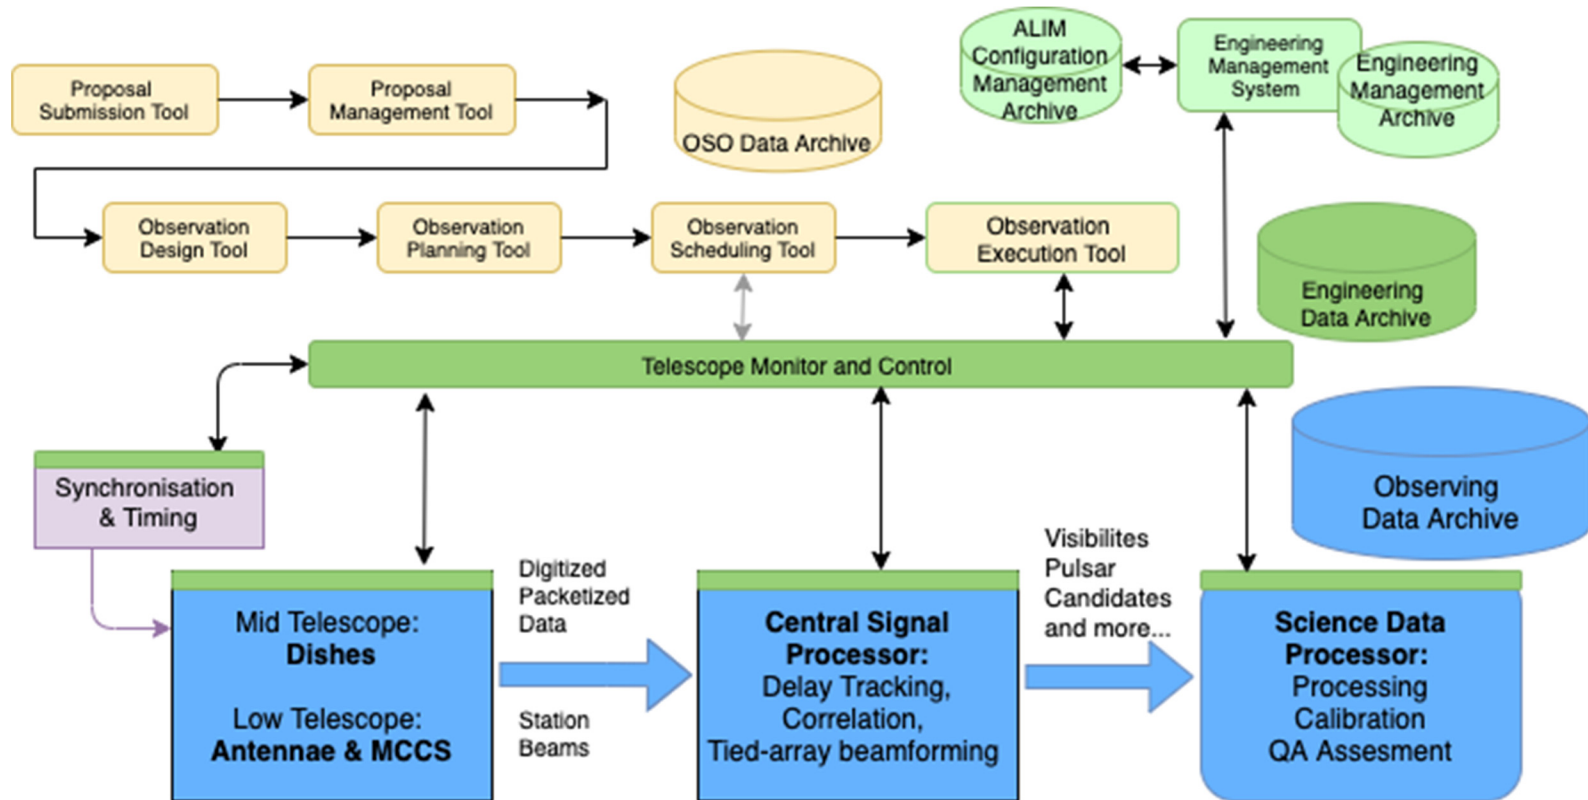 Proposal
Submission Tool
Proposal
Management Tool
OSO Data Archive
ALIM
Configuration
Management
Archive
Engineering
Management
System
Engineering
Management
Archive
Observation
Design Tool
Observation
Planning Tool
Observation
Scheduling Tool
Observation
Execution Tool
Engineering
Data Archive
Telescope Monitor and Control
Synchronisation
& Timing
Observing
Data Archive
Mid Telescope:
Dishes
Low Telescope:
Antennae & MCCS
Digitized
Packetized
Data
Station
Beams
Central Signal
Processor:
Delay Tracking,
Correlation,
Tied-array beamforming
Visibilites
Pulsar
Candidates
and more...
Science Data
Processor:
Processing
Calibration
QA Assesment